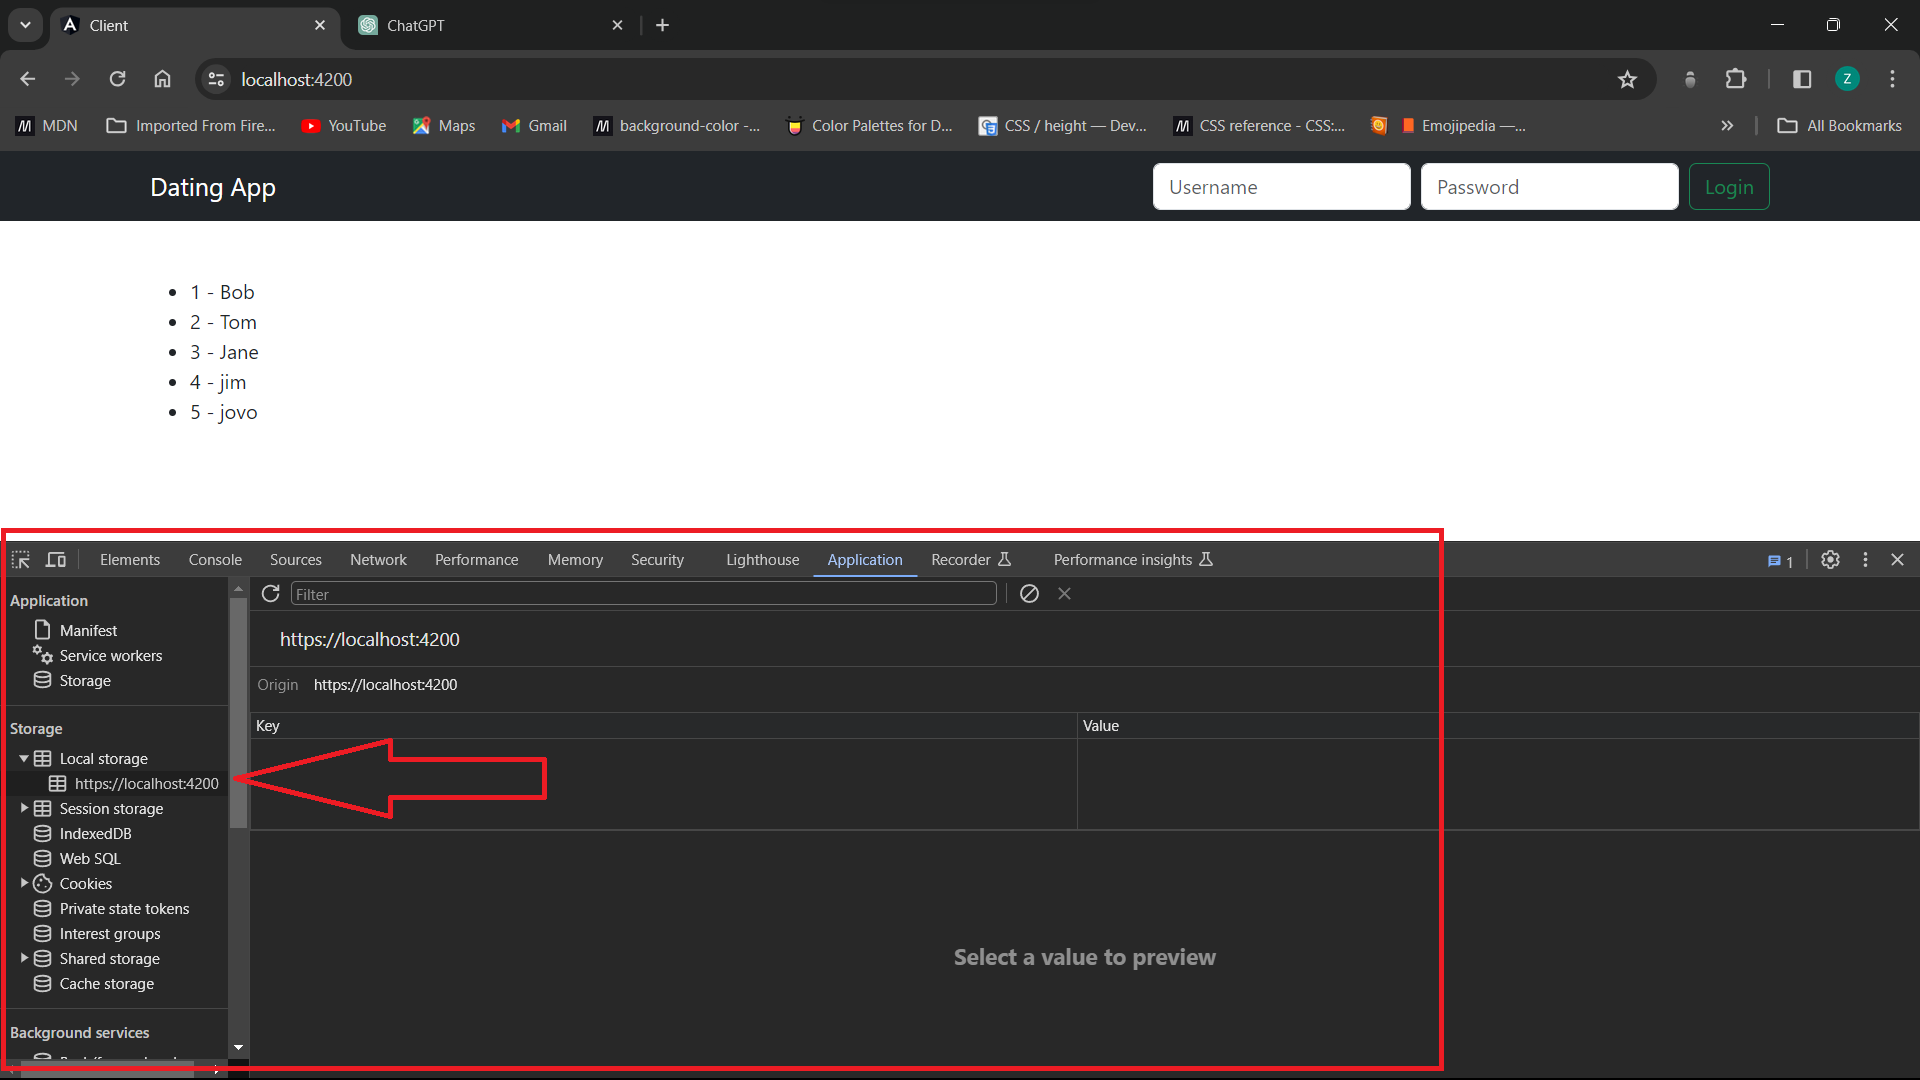 Client
ChatGPT
localhost:4200
Z
MDN
Imported From Fire...
YouTube
Maps
Gmail
background-color -...
Color Palettes for D...
CSS / height — Dev...
CSS reference - CSS:...
Emojipedia —...
All Bookmarks
Dating App
Username
Password
Login
1 - Bob
2 - Tom
3 - Jane
4 - jim
5 - jovo
Elements
Console
Sources
Network
Performance
Memory
Security
Lighthouse
Application
Recorder
Performance insights
1
Application
Manifest
Service workers
Storage
Storage
Local storage
https://localhost:4200
Session storage
IndexedDB
Web SQL
Cookies
Private state tokens
Interest groups
Shared storage
Cache storage
Background services
Filter
https://localhost:4200
Origin https://localhost:4200
Key
Value
Select a value to preview